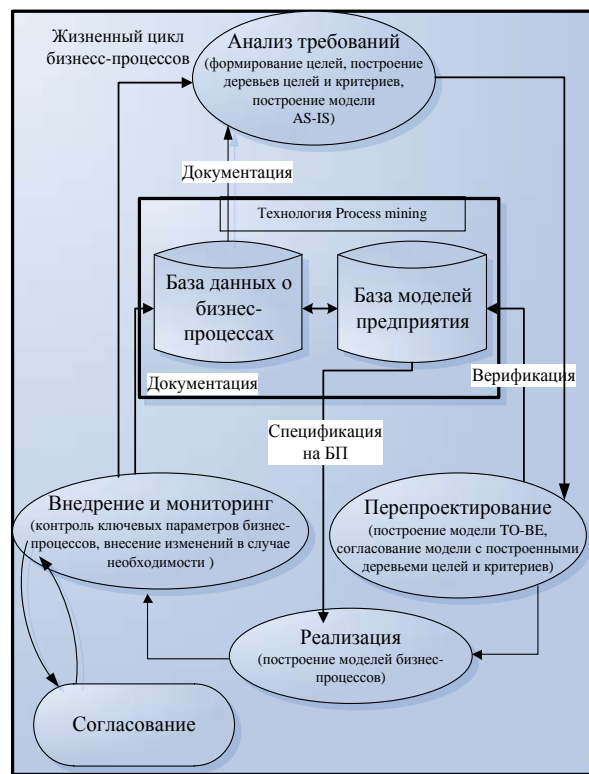 Жизненный цикл
бизнесс-процессов
Анализ требований
(формирование целей, построение
деревьев целей и критериев,
построение модели
AS-IS)
Документация
Технология Process mining
База данных о
бизнес-
процессах
База моделей
предприятия
Документация
Верификация
Спецификация
на БП
Внедрение и мониторинг
(контроль ключевых параметров бизнес-
процессов, внесение изменений в случае
необходимости )
Перепроектирование
(построение модели TO-BE,
согласование модели с построенными
деревьеми целей и критериев)
Реализация
(построение моделей бизнес-
процессов)
Согласование